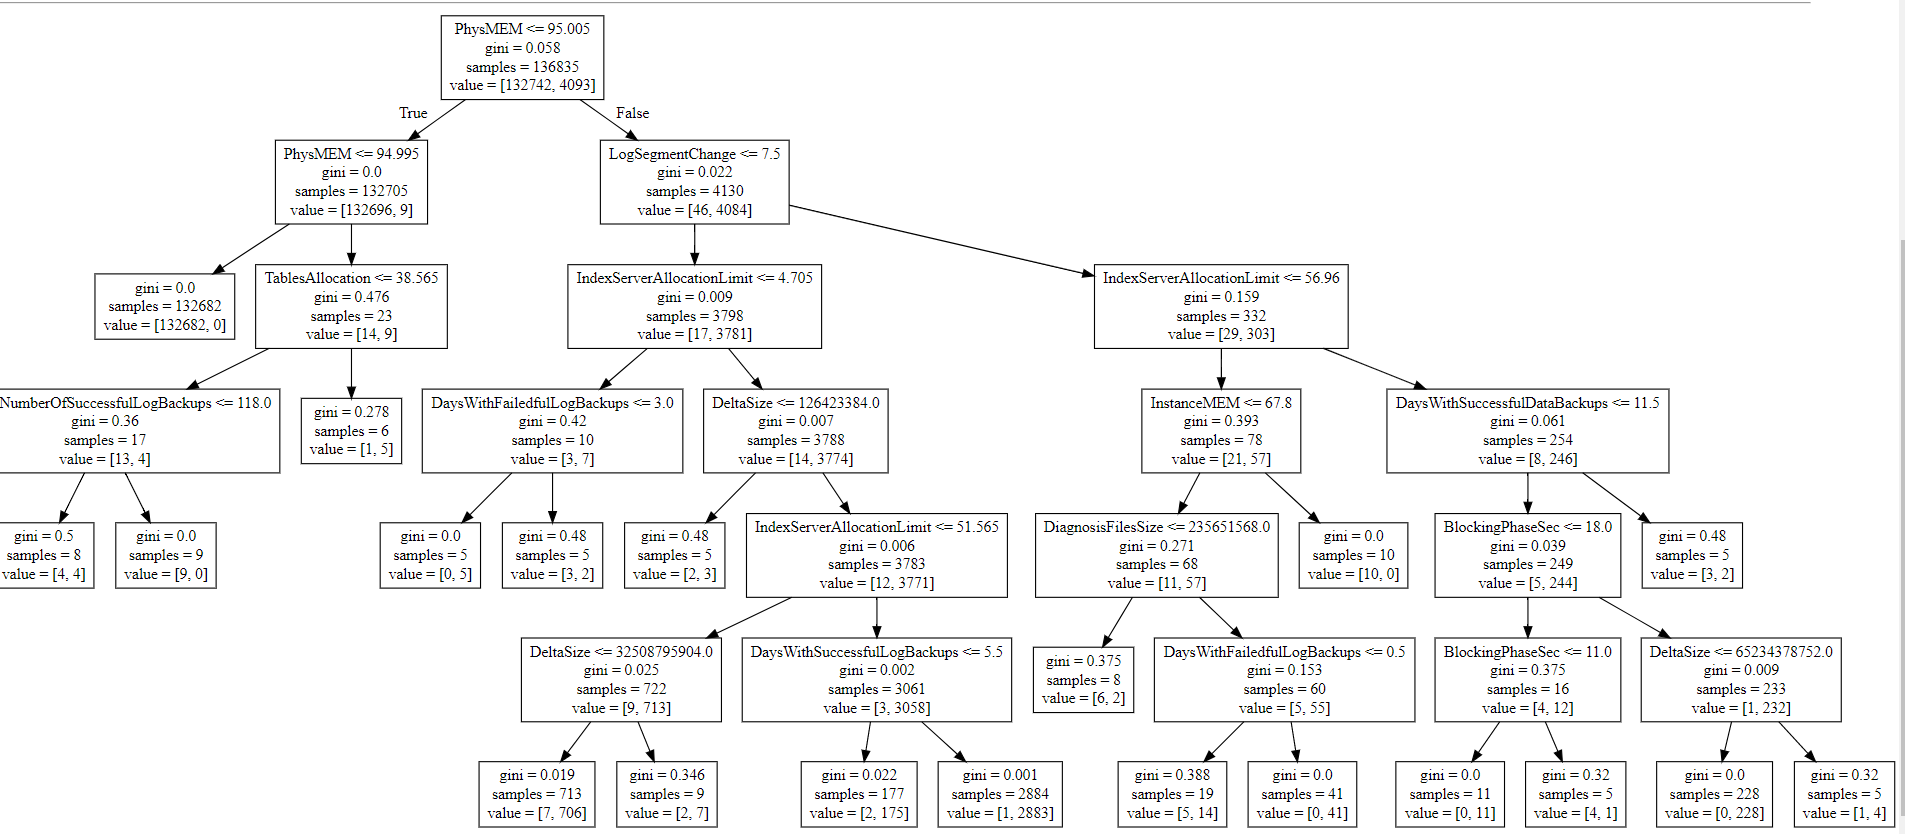 PhysMEM <= 95.005
gini = 0.058
samples = 136835
value = [132742, 4093]
True
False
PhysMEM <= 94.995
gini = 0.0
samples = 132705
value = [132696, 9]
LogSegmentChange <= 7.5
gini = 0.022
samples = 4130
value = [46, 4084]
gini = 0.0
samples = 132682
value = [132682, 0]
TablesAllocation <= 38.565
gini = 0.476
samples = 23
value = [14, 9]
IndexServerAllocationLimit <= 4.705
gini = 0.009
samples = 3798
value = [17, 3781]
IndexServerAllocationLimit <= 56.96
gini = 0.159
samples = 332
value = [29, 303]
NumberOfSuccessfulLogBackups <= 118.0
gini = 0.36
samples = 17
value = [13, 4]
gini = 0.278
samples = 6
value = [1, 5]
DaysWithFailedfulLogBackups <= 3.0
gini = 0.42
samples = 10
value = [3, 7]
DeltaSize <= 126423384.0
gini = 0.007
samples = 3788
value = [14, 3774]
InstanceMEM <= 67.8
gini = 0.393
samples = 78
value = [21, 57]
DaysWithSuccessfulDataBackups <= 11.5
gini = 0.061
samples = 254
value = [8, 246]
gini = 0.5
samples = 8
value = [4, 4]
gini = 0.0
samples = 9
value = [9, 0]
gini = 0.0
samples = 5
value = [0, 5]
gini = 0.48
samples = 5
value = [3, 2]
gini = 0.48
samples = 5
value = [2, 3]
IndexServerAllocationLimit <= 51.565
gini = 0.006
samples = 3783
value = [12, 3771]
DiagnosisFilesSize <= 235651568.0
gini = 0.271
samples = 68
value = [11, 57]
gini = 0.0
samples = 10
value = [10, 0]
BlockingPhaseSec <= 18.0
gini = 0.039
samples = 249
value = [5, 244]
gini = 0.48
samples = 5
value = [3, 2]
DeltaSize <= 32508795904.0
gini = 0.025
samples = 722
value = [9, 713]
DaysWithSuccessfulLogBackups <= 5.5
gini = 0.002
samples = 3061
value = [3, 3058]
gini = 0.375
samples = 8
value = [6, 2]
DaysWithFailedfulLogBackups <= 0.5
gini = 0.153
samples = 60
value = [5, 55]
BlockingPhaseSec <= 11.0
gini = 0.375
samples = 16
value = [4, 12]
DeltaSize <= 65234378752.0
gini = 0.009
samples = 233
value = [1, 232]
gini = 0.019
samples = 713
value = [7, 706]
gini = 0.346
samples = 9
value = [2, 7]
gini = 0.022
samples = 177
value = [2, 175]
gini = 0.001
samples = 2884
value = [1, 2883]
gini = 0.388
samples = 19
value = [5, 14]
gini = 0.0
samples = 41
value = [0, 41]
gini = 0.0
samples = 11
value = [0, 11]
gini = 0.32
samples = 5
value = [4, 1]
gini = 0.0
samples = 228
value = [0, 228]
gini = 0.32
samples = 5
value = [1, 4]